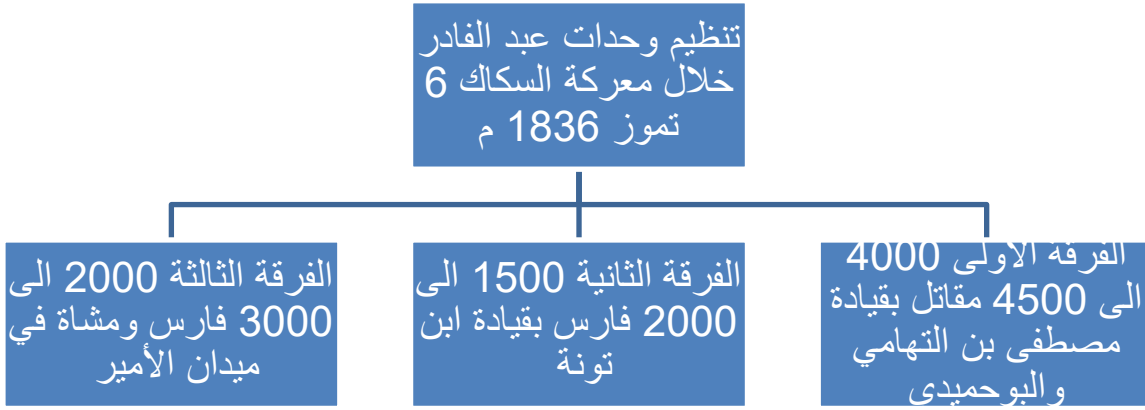 تنظيم وحدات عبد الفادر
خلال معركة السكاك 6
تموز 1836 م
الفرقة الاولى 4000
الى 4500 مقاتل بقيادة
مصطفى بن التهامي
والبوحميدي
الفرقة الثانية 1500 الى
2000 فارس بقيادة ابن
تونة
الفرقة الثالثة 2000 الى
3000 فارس ومشاة في
ميدان الأمير